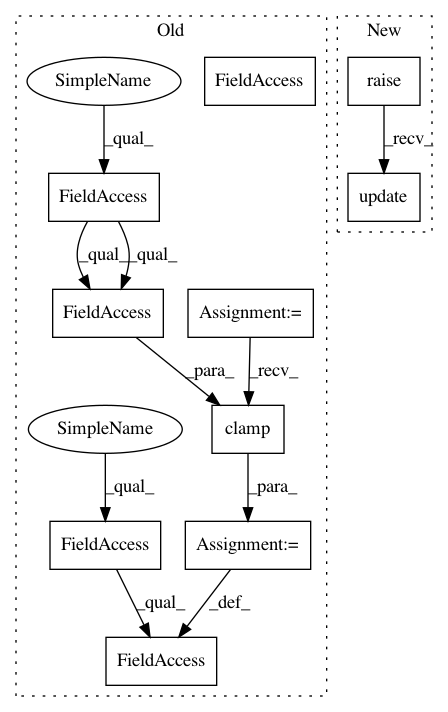 Old
New
SimpleName
FieldAccess
raise
_qual_
_recv_
FieldAccess
update
_qual_
_qual_
FieldAccess
Assignment:=
_para_
_recv_
SimpleName
clamp
_qual_
_para_
FieldAccess
Assignment:=
_qual_
_def_
FieldAccess